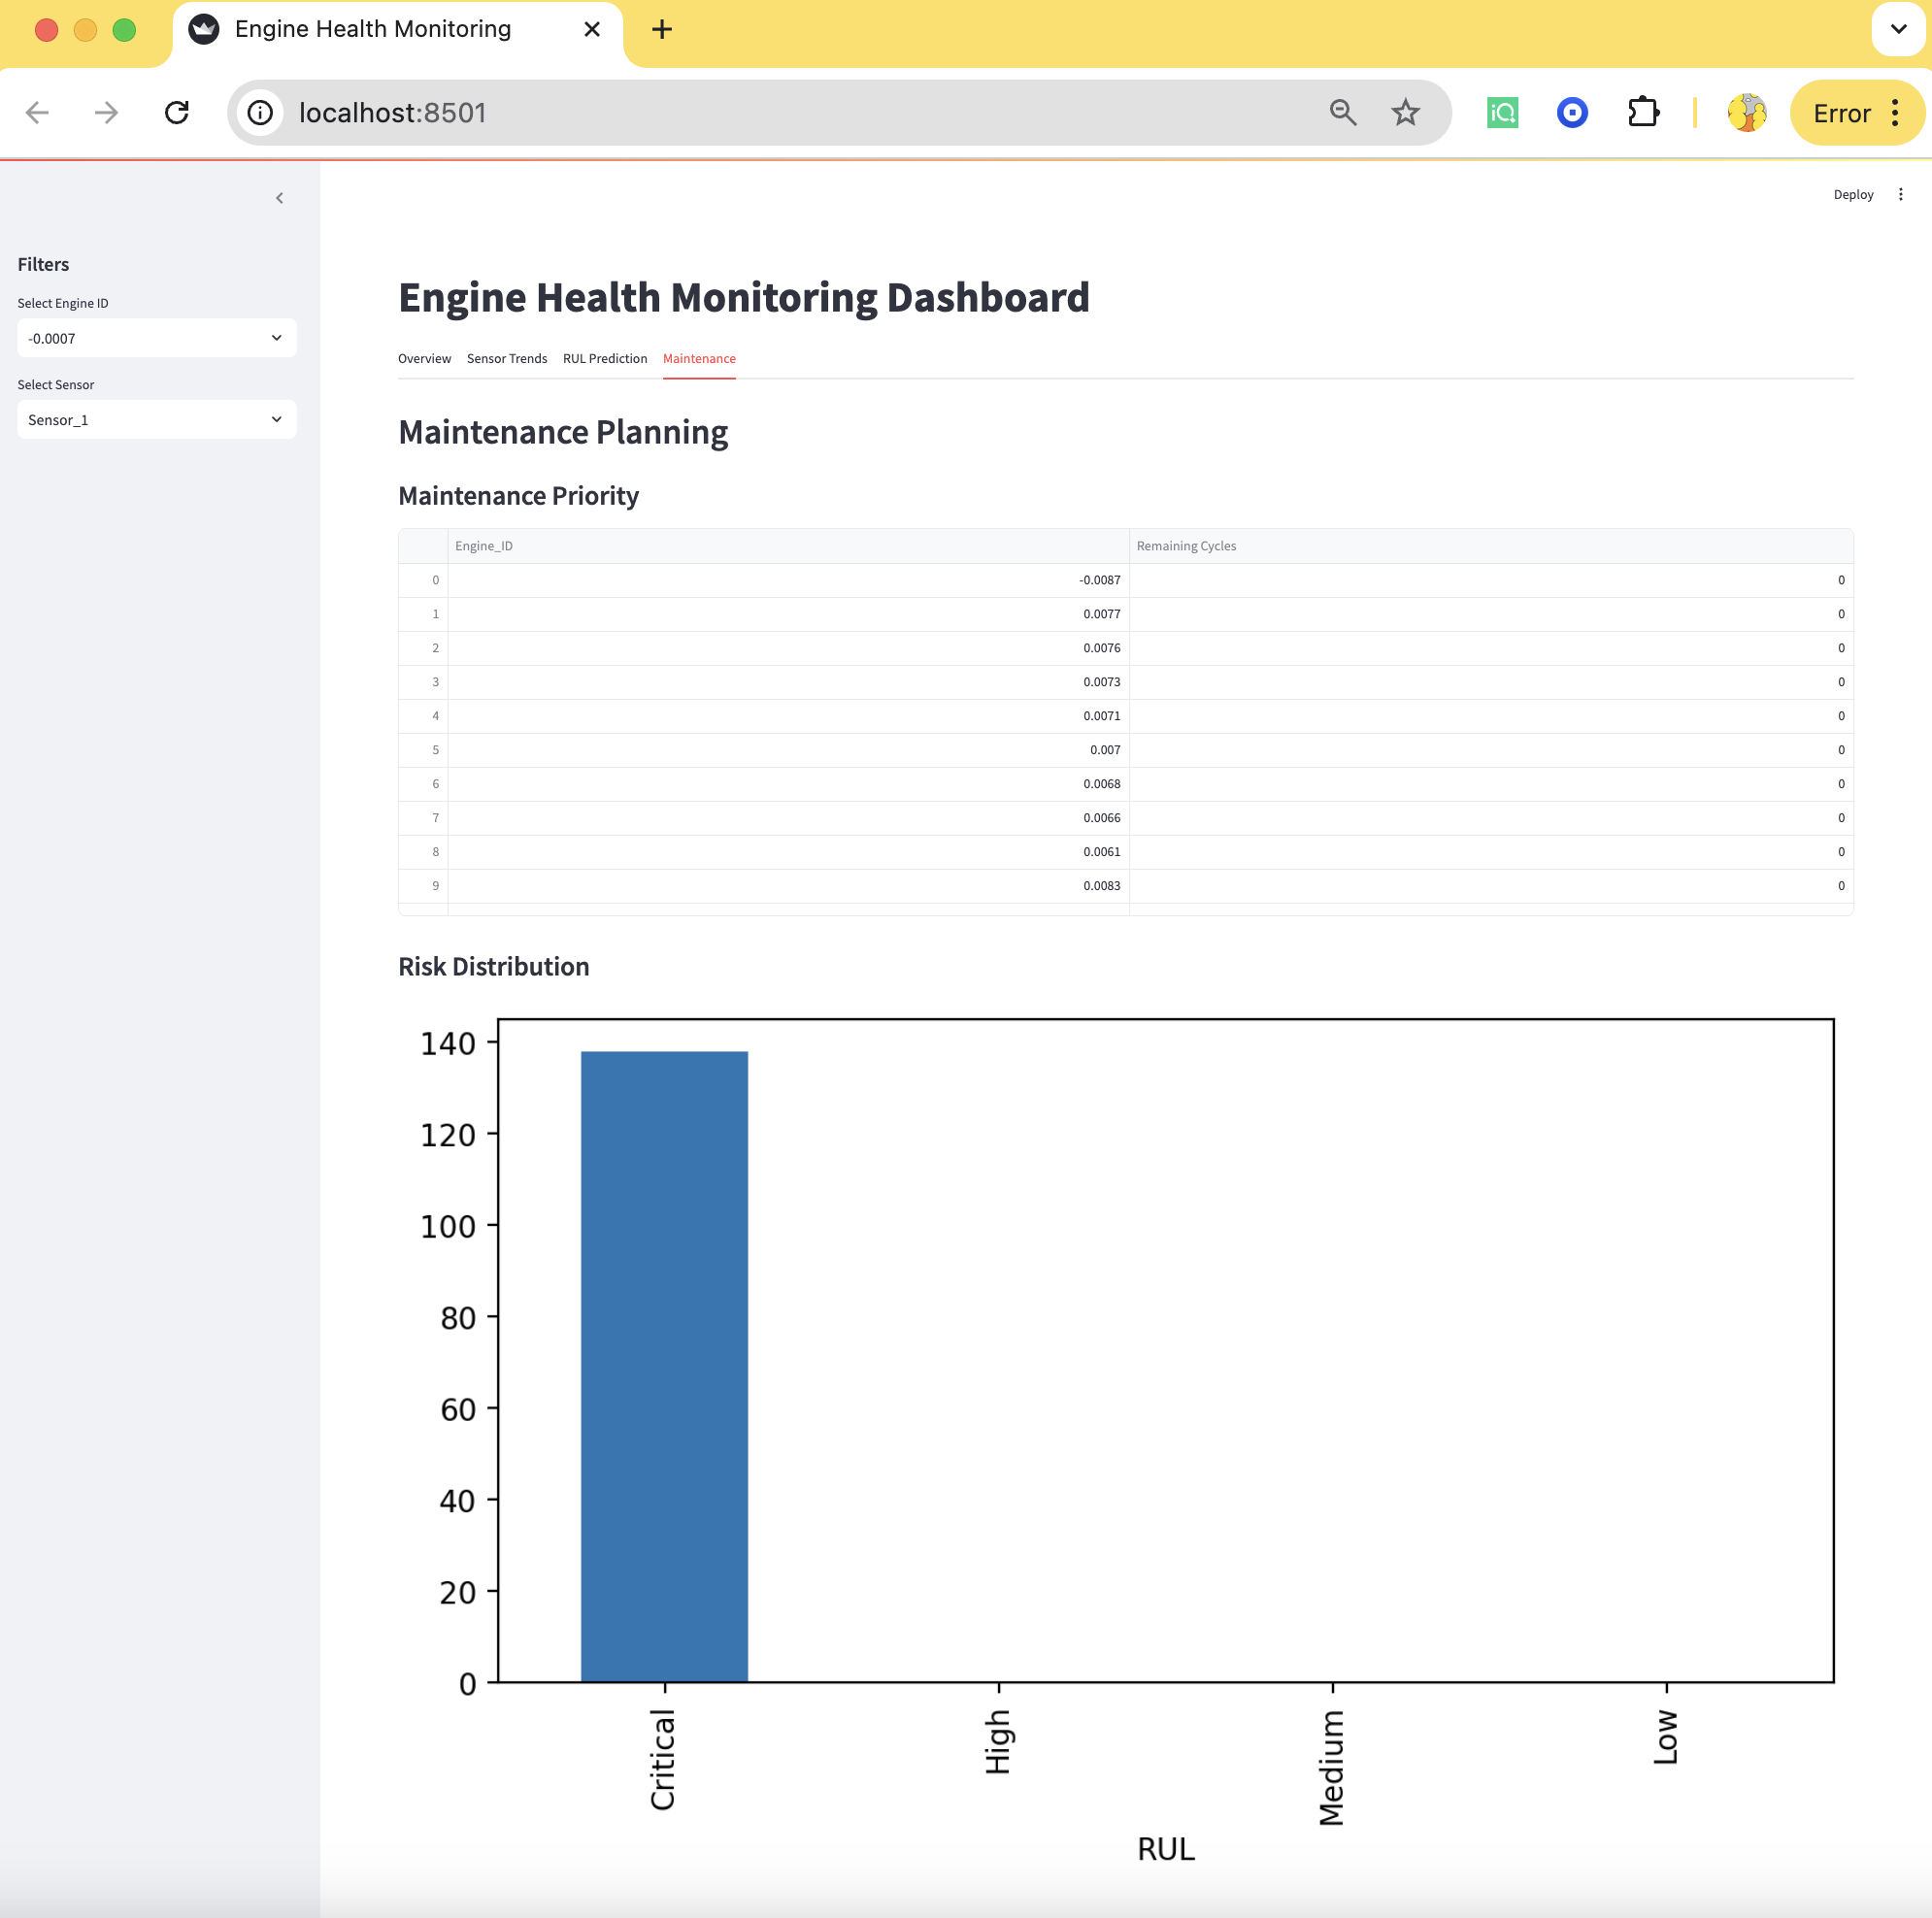 Engine Health Monitoring
localhost:8501
iQ
Error
Deploy
Filters
Select Engine ID
-0.0007
Select Sensor
Sensor_1
Engine Health Monitoring Dashboard
Overview Sensor Trends RUL Prediction Maintenance
Maintenance Planning
Maintenance Priority
Engine_ID Remaining Cycles
0 -0.0087 0
1 0.0077 0
2 0.0076 0
3 0.0073 0
4 0.0071 0
5 0.007 0
6 0.0068 0
7 0.0066 0
8 0.0061 0
9 0.0083 0
Risk Distribution
140
120
100
80
60
40
20
0
Critical High Medium Low
RUL